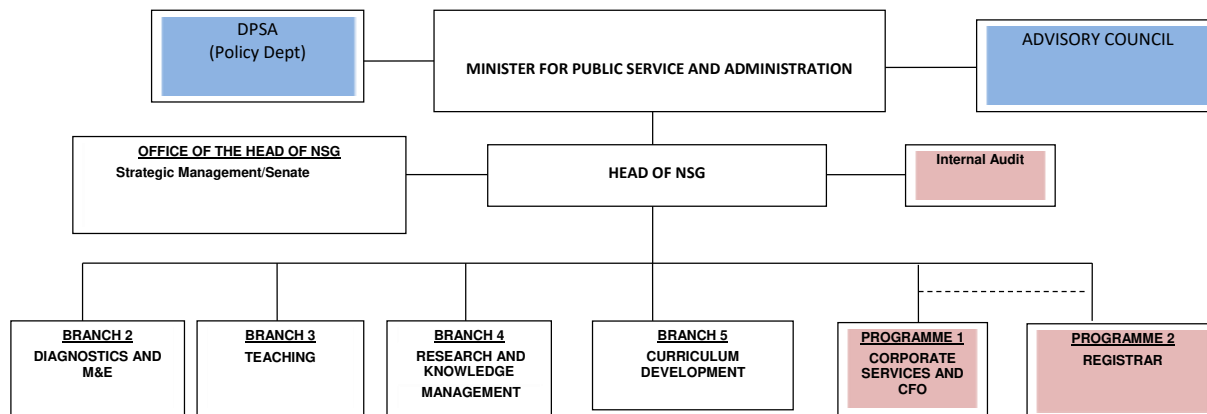 DPSA
(Policy Dept)
MINISTER FOR PUBLIC SERVICE AND ADMINISTRATION
ADVISORY COUNCIL
OFFICE OF THE HEAD OF NSG
Strategic Management/Senate
HEAD OF NSG
Internal Audit
BRANCH 2
DIAGNOSTICS AND
M&E
BRANCH 3
TEACHING
BRANCH 4
RESEARCH AND
KNOWLEDGE
MANAGEMENT
BRANCH 5
CURRICULUM
DEVELOPMENT
PROGRAMME 1
CORPORATE
SERVICES AND
CFO
PROGRAMME 2
REGISTRAR